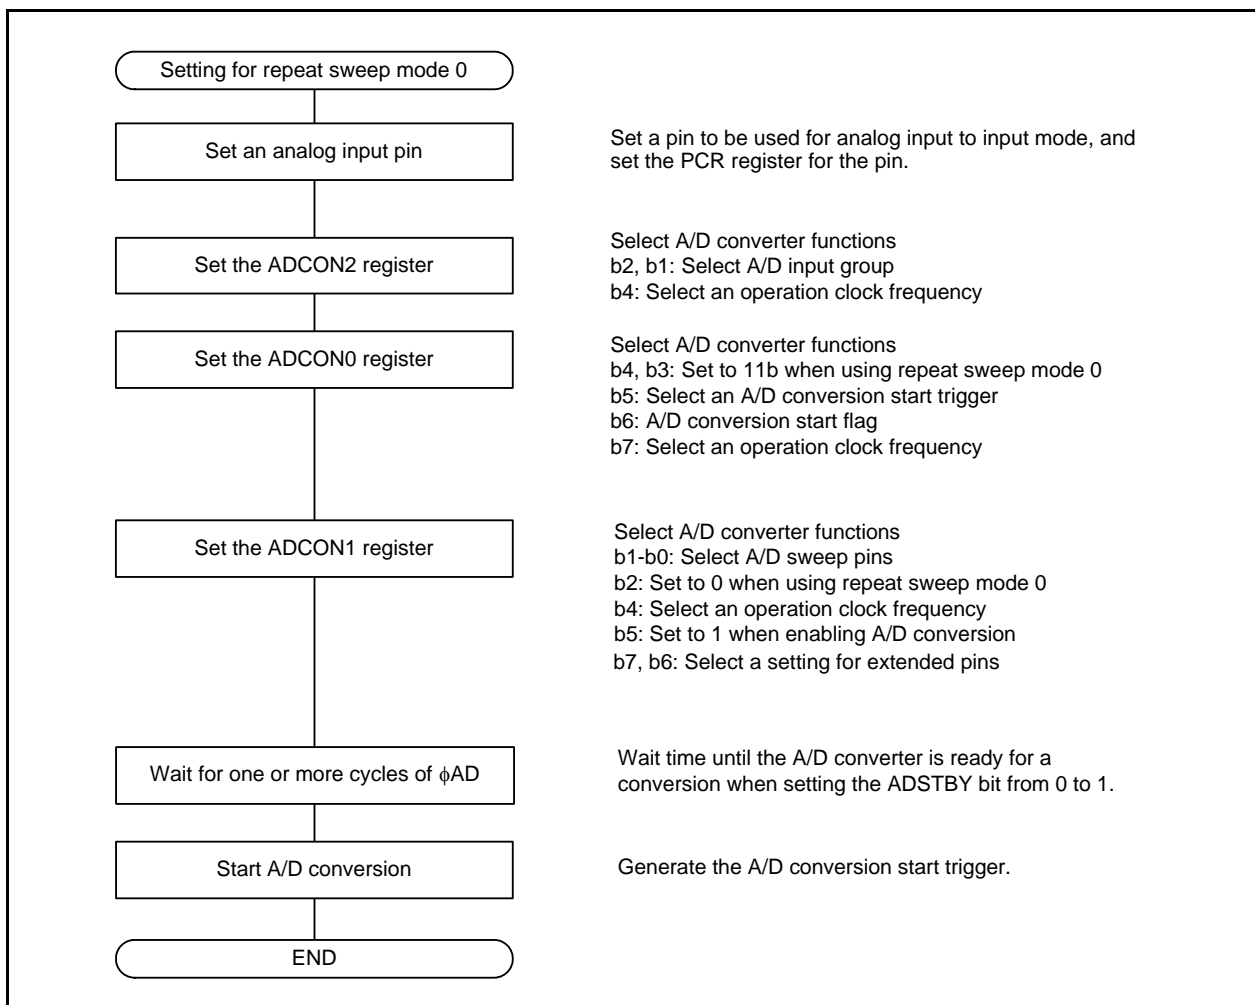 Setting for repeat sweep mode 0
Set an analog input pin
Set a pin to be used for analog input to input mode, and
set the PCR register for the pin.
Set the ADCON2 register
Select A/D converter functions
b2, b1: Select A/D input group
b4: Select an operation clock frequency
Set the ADCON0 register
Select A/D converter functions
b4, b3: Set to 11b when using repeat sweep mode 0
b5: Select an A/D conversion start trigger
b6: A/D conversion start flag
b7: Select an operation clock frequency
Set the ADCON1 register
Select A/D converter functions
b1-b0: Select A/D sweep pins
b2: Set to 0 when using repeat sweep mode 0
b4: Select an operation clock frequency
b5: Set to 1 when enabling A/D conversion
b7, b6: Select a setting for extended pins
Wait for one or more cycles of ϕAD
Wait time until the A/D converter is ready for a
conversion when setting the ADSTBY bit from 0 to 1.
Start A/D conversion
Generate the A/D conversion start trigger.
END